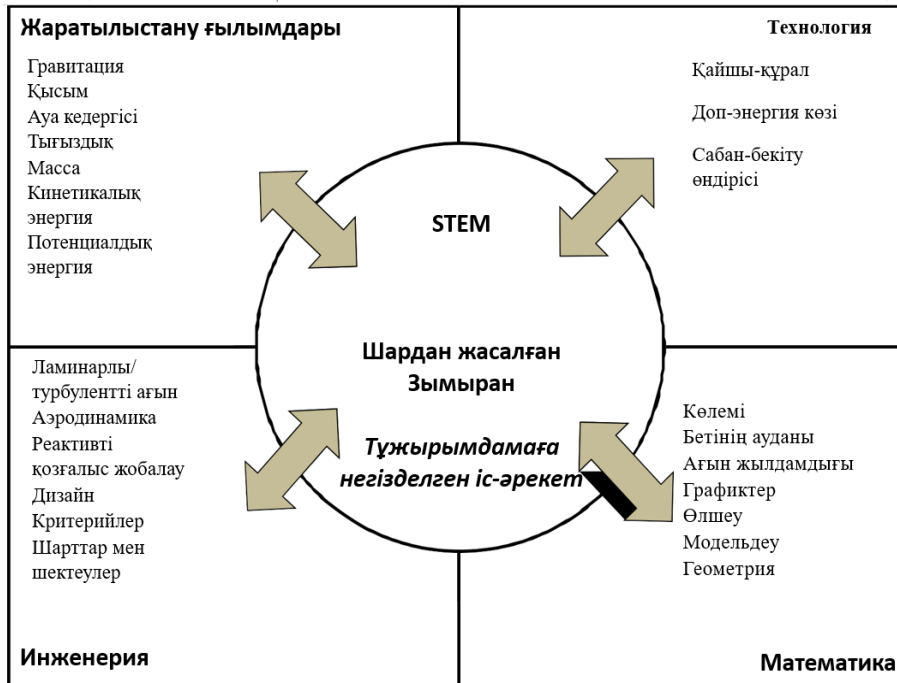 Жаратылыстану ғылымдары
Гравитация
Қысым
Ауа кедергісі
Тығыздық
Масса
Кинетикалық
энергия
Потенциалдық
энергия
Технология
Қайшы-құрал
Доп-энергия көзі
Сабан-бекіту
өндірісі
STEM
Шардан жасалған
Зымыран
Тұжырымдамаға
негізделген іс-әрекет
Ламинарлы/
турбулентті ағын
Аэродинамика
Реактивті
қозғалыс жобалау
Дизайн
Критерийлер
Шарттар мен
шектеулер
Инженерия
Көлемі
Бетінің ауданы
Ағын жылдамдығы
Графиктер
Өлшеу
Модельдеу
Геометрия
Математика